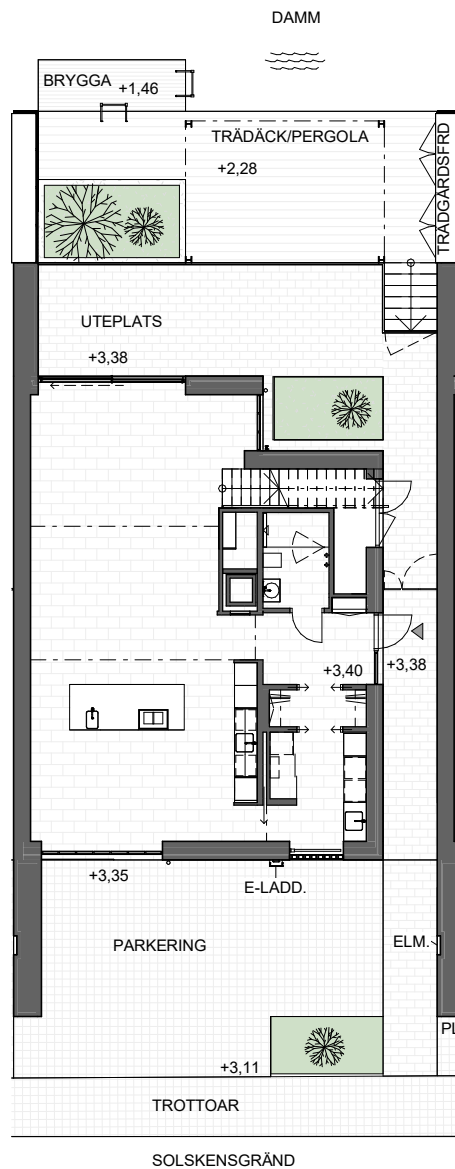 DAMM
BRYGGA
+1,46
TRÄDÄCK/PERGOLA
+2,28
TRÄDGÅRDSFRD
UTEPLATS
+3,38
+3,40
+3,38
+3,35
E-LADD.
PARKERING
ELM.
PL
+3,11
TROTTOAR
SOLSKENSGRÄND